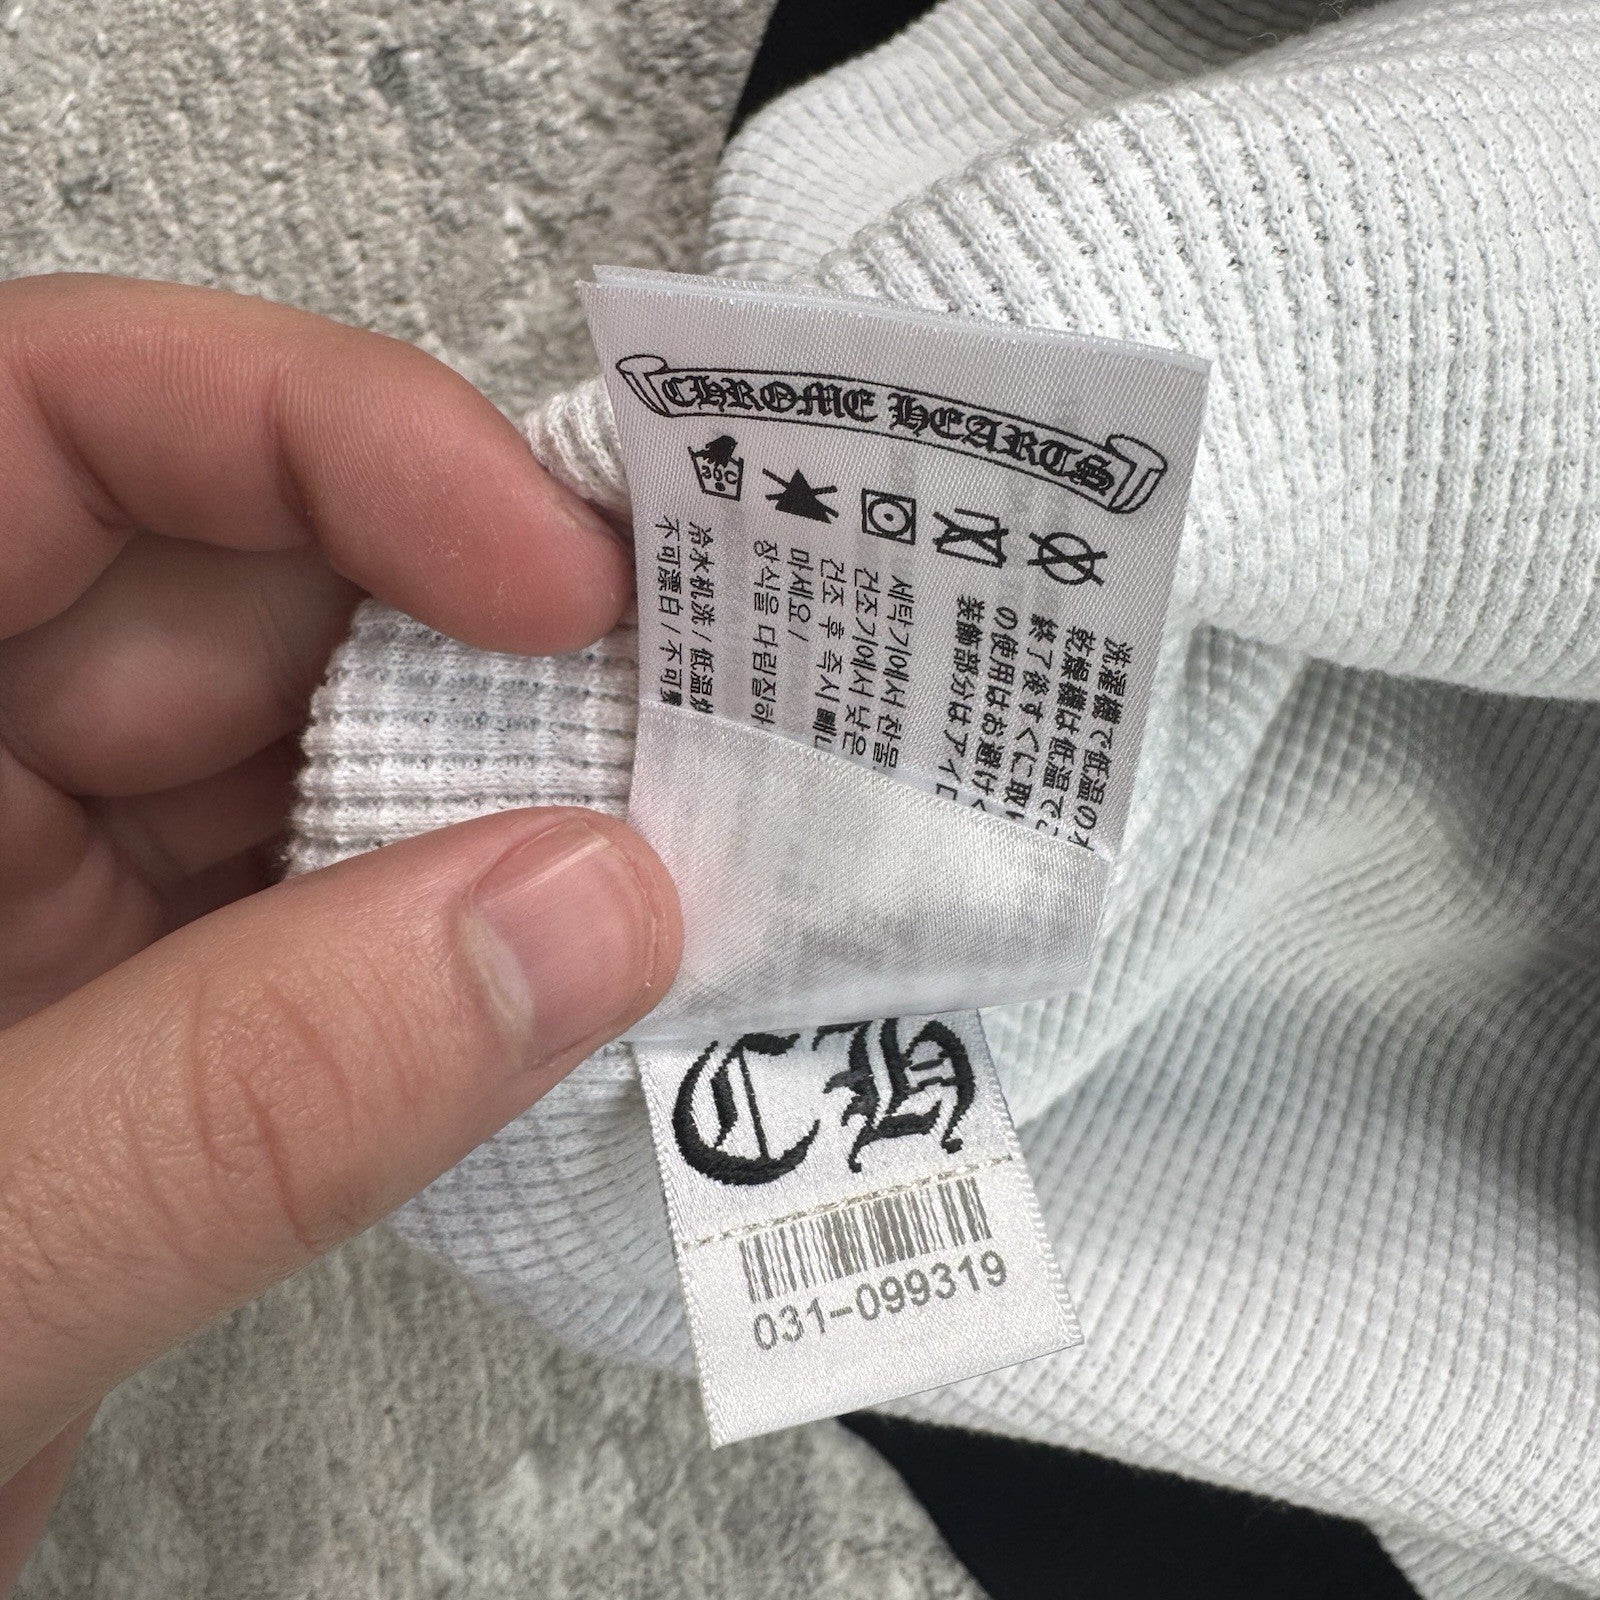 CHROME HEARTS
30C
洗濯機で低温の水
乾燥機は低温でご
終了後すぐに取り
の使用はお避けく
装飾部分はアイロ
세탁기에서 찬물
건조기에서 낮은
건조 후 즉시 빼내
마세요 /
장식을 다림질하
冷水机洗 / 低温
不可漂白 / 不可
CH
031-099319